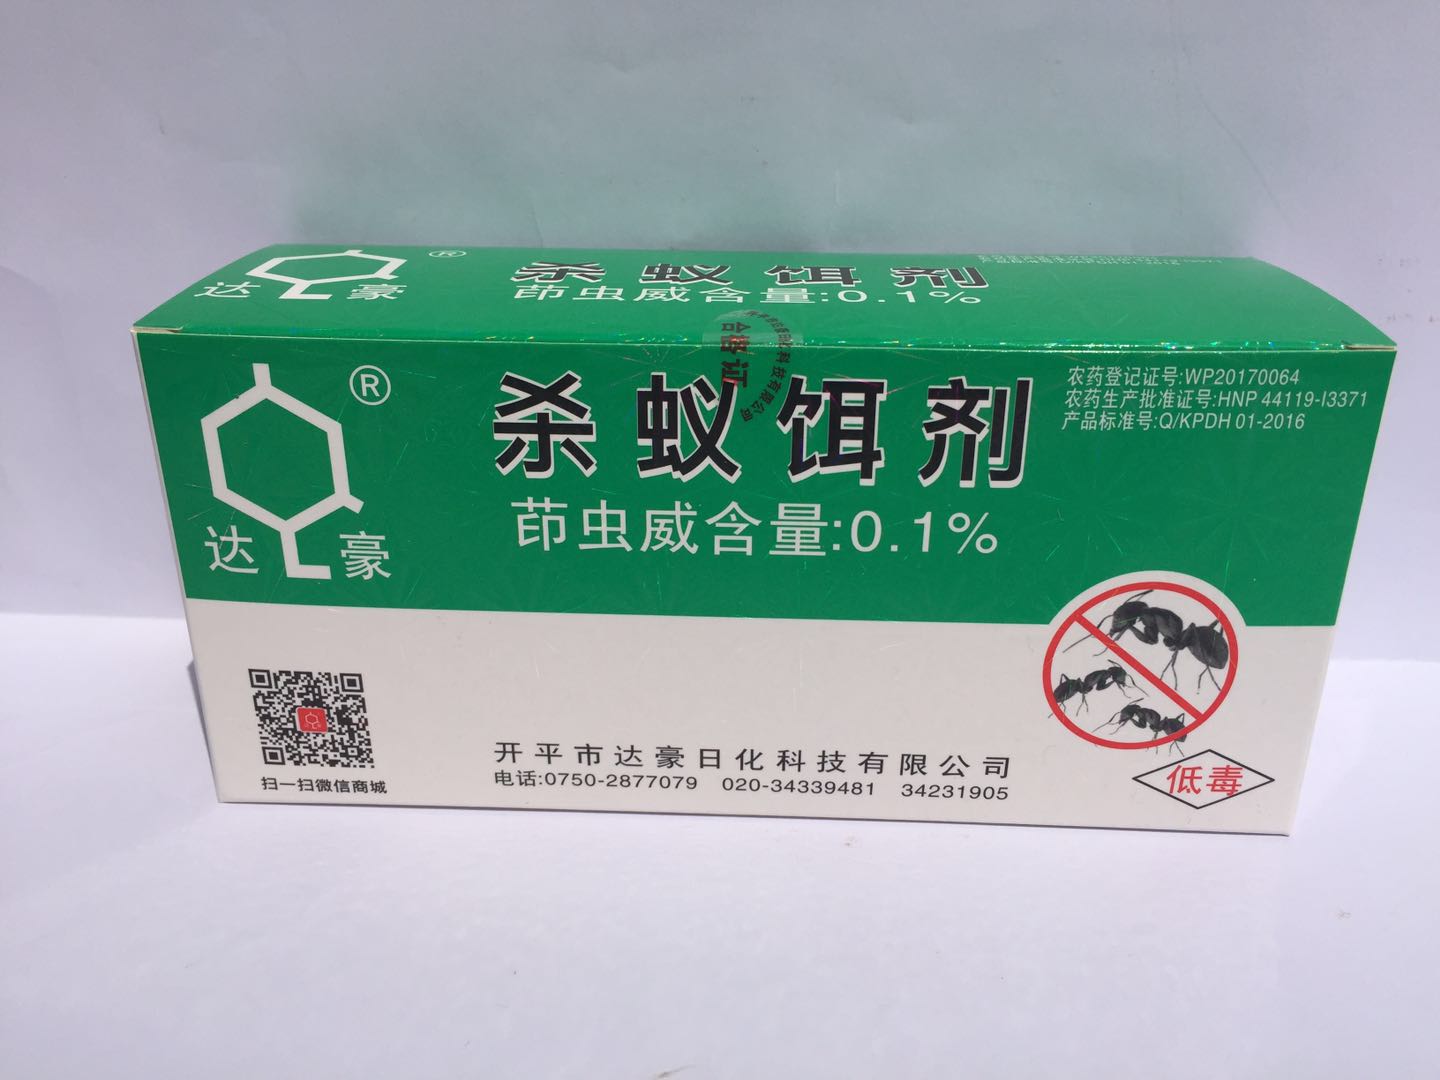 达 豪 ®
杀蚁饵剂
茚虫威含量:0.1%
合格证
达 豪 ®
杀蚁饵剂
茚虫威含量:0.1%
农药登记证号:WP20170064
农药生产批准证号:HNP 44119-I3371
产品标准号:Q/KPDH 01-2016
扫一扫微信商城
开平市达豪日化科技有限公司
电话:0750-2877079 020-34339481 34231905
低毒